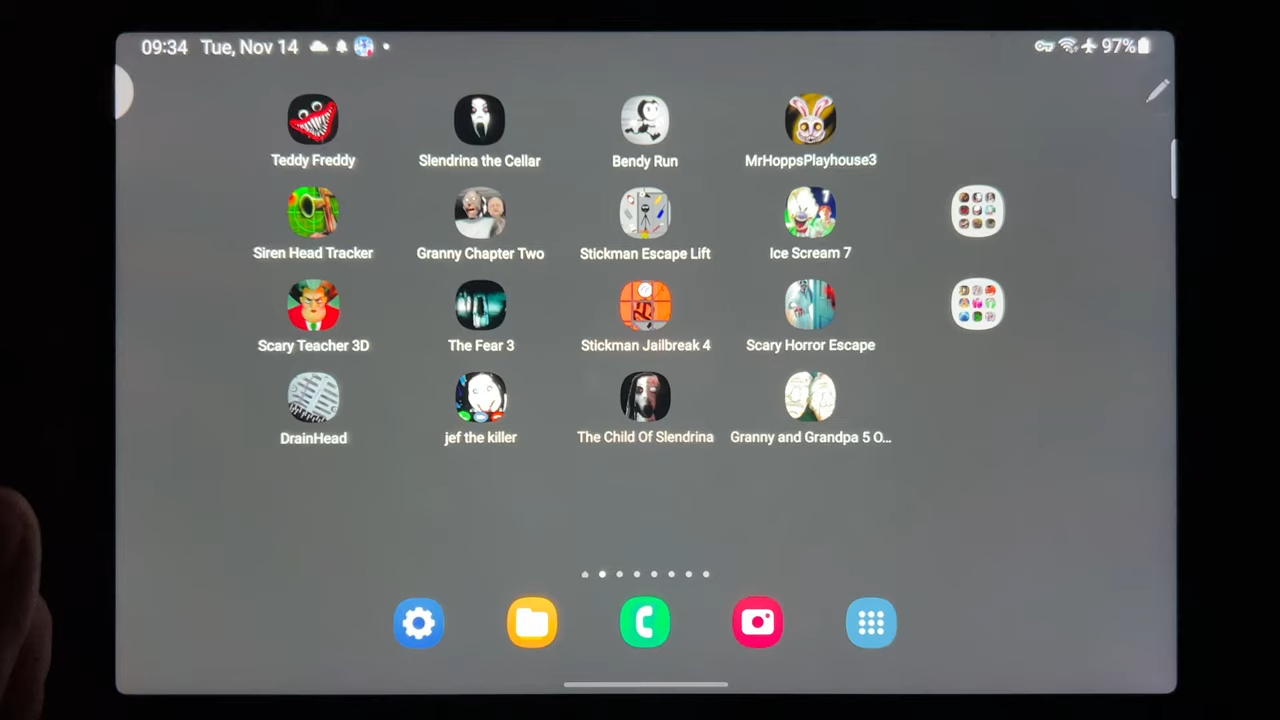 09:34 Tue, Nov 14 97%
Teddy Freddy Slendrina the Cellar Bendy Run MrHoppsPlayhouse3
Siren Head Tracker Granny Chapter Two Stickman Escape Lift Ice Scream 7
Scary Teacher 3D The Fear 3 Stickman Jailbreak 4 Scary Horror Escape
DrainHead jef the killer The Child Of Slendrina Granny and Grandpa 5 O...